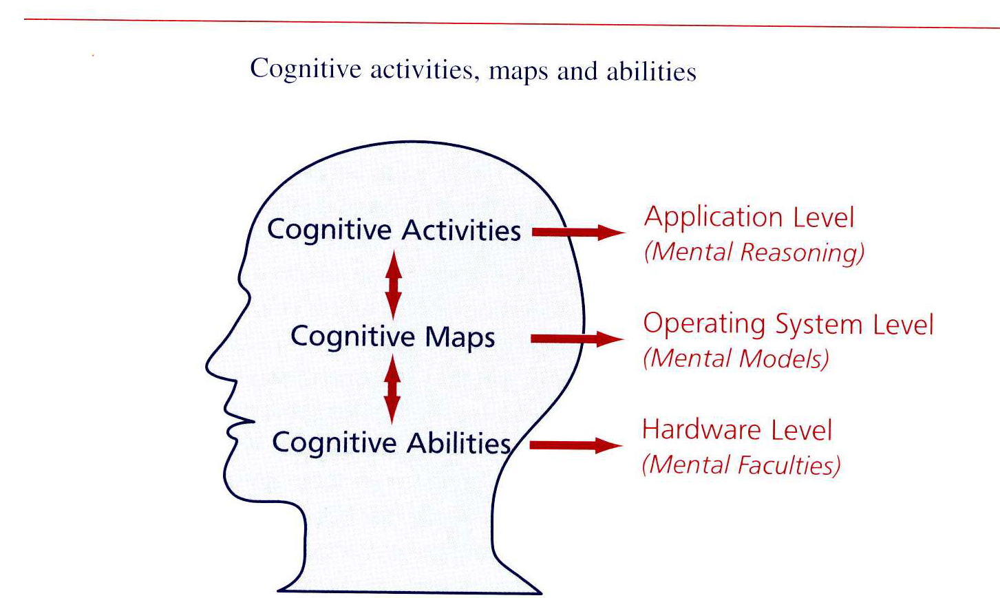 Cognitive activities, maps and abilities
Cognitive Activities
Application Level
(Mental Reasoning)
Cognitive Maps
Operating System Level
(Mental Models)
Cognitive Abilities
Hardware Level
(Mental Faculties)